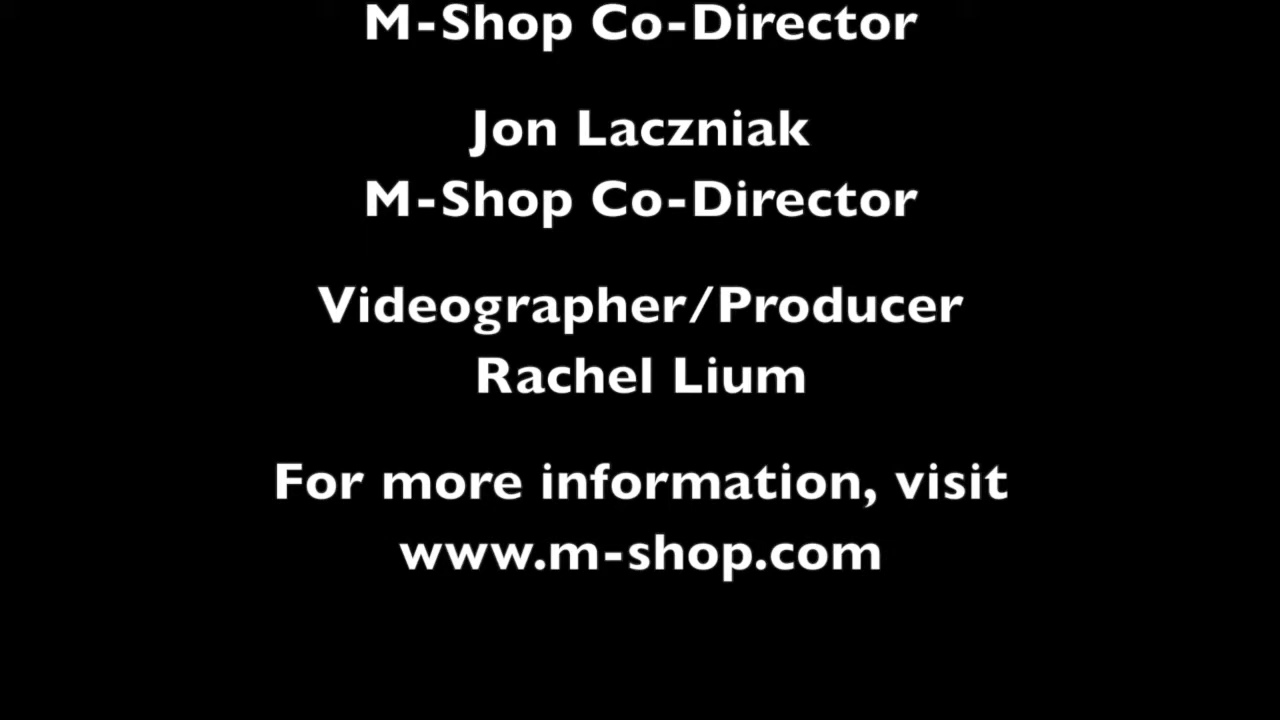 M-Shop Co-Director
Jon Laczniak
M-Shop Co-Director
Videographer/Producer
Rachel Lium
For more information, visit
www.m-shop.com